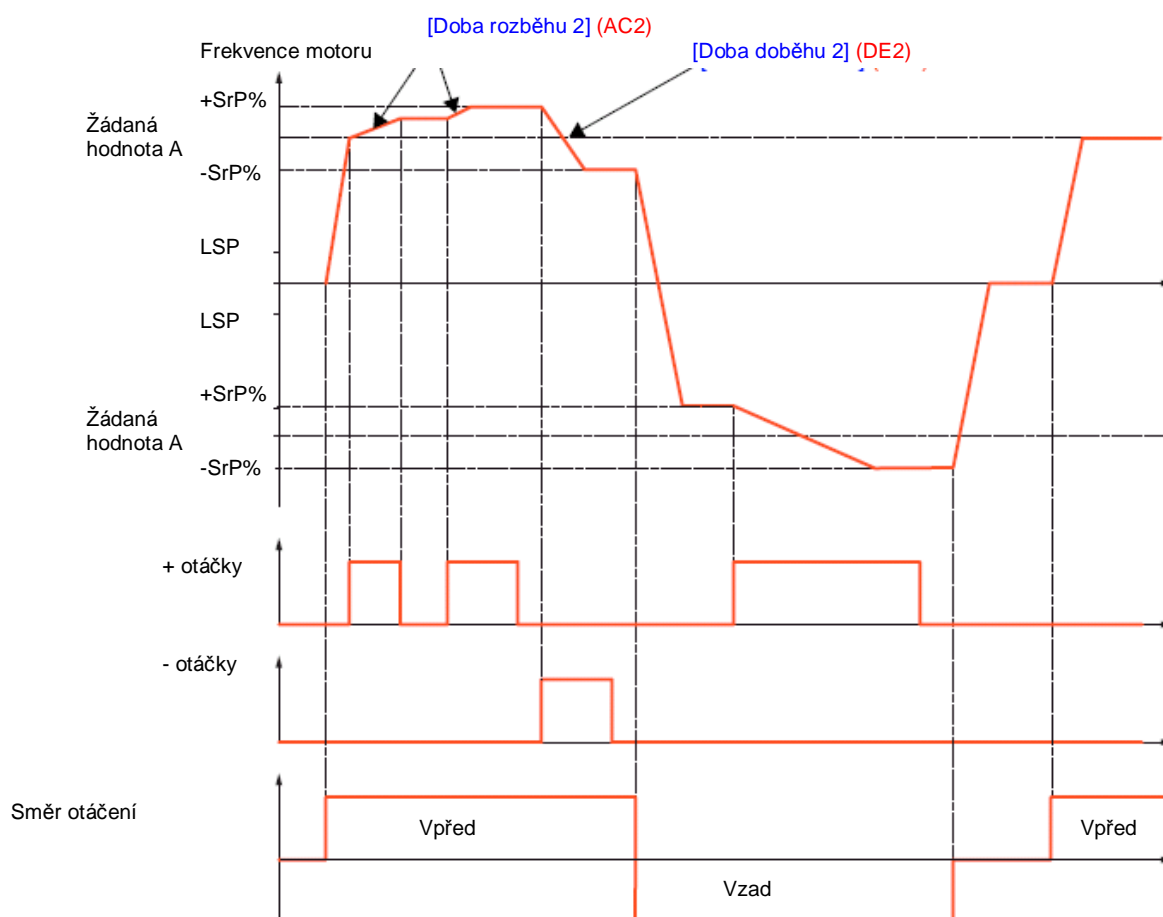 [Doba rozběhu 2] (AC2)
Frekvence motoru
[Doba doběhu 2] (DE2)
+SrP%
Žádaná
hodnota A
-SrP%
LSP
LSP
+SrP%
Žádaná
hodnota A
-SrP%
+ otáčky
- otáčky
Směr otáčení
Vpřed
Vpřed
Vzad